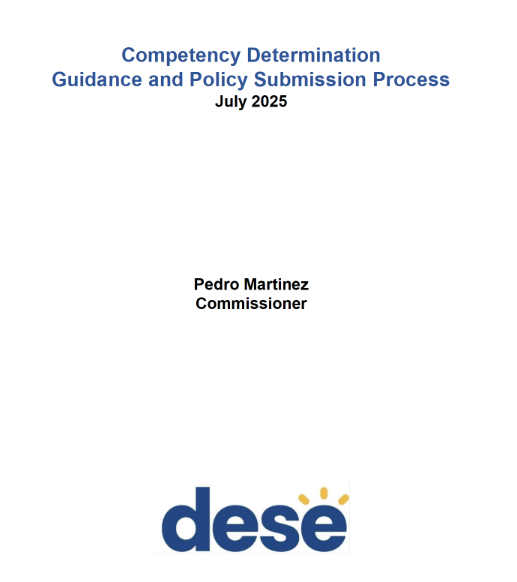 Competency Determination
Guidance and Policy Submission Process
July 2025
Pedro Martinez
Commissioner
dese